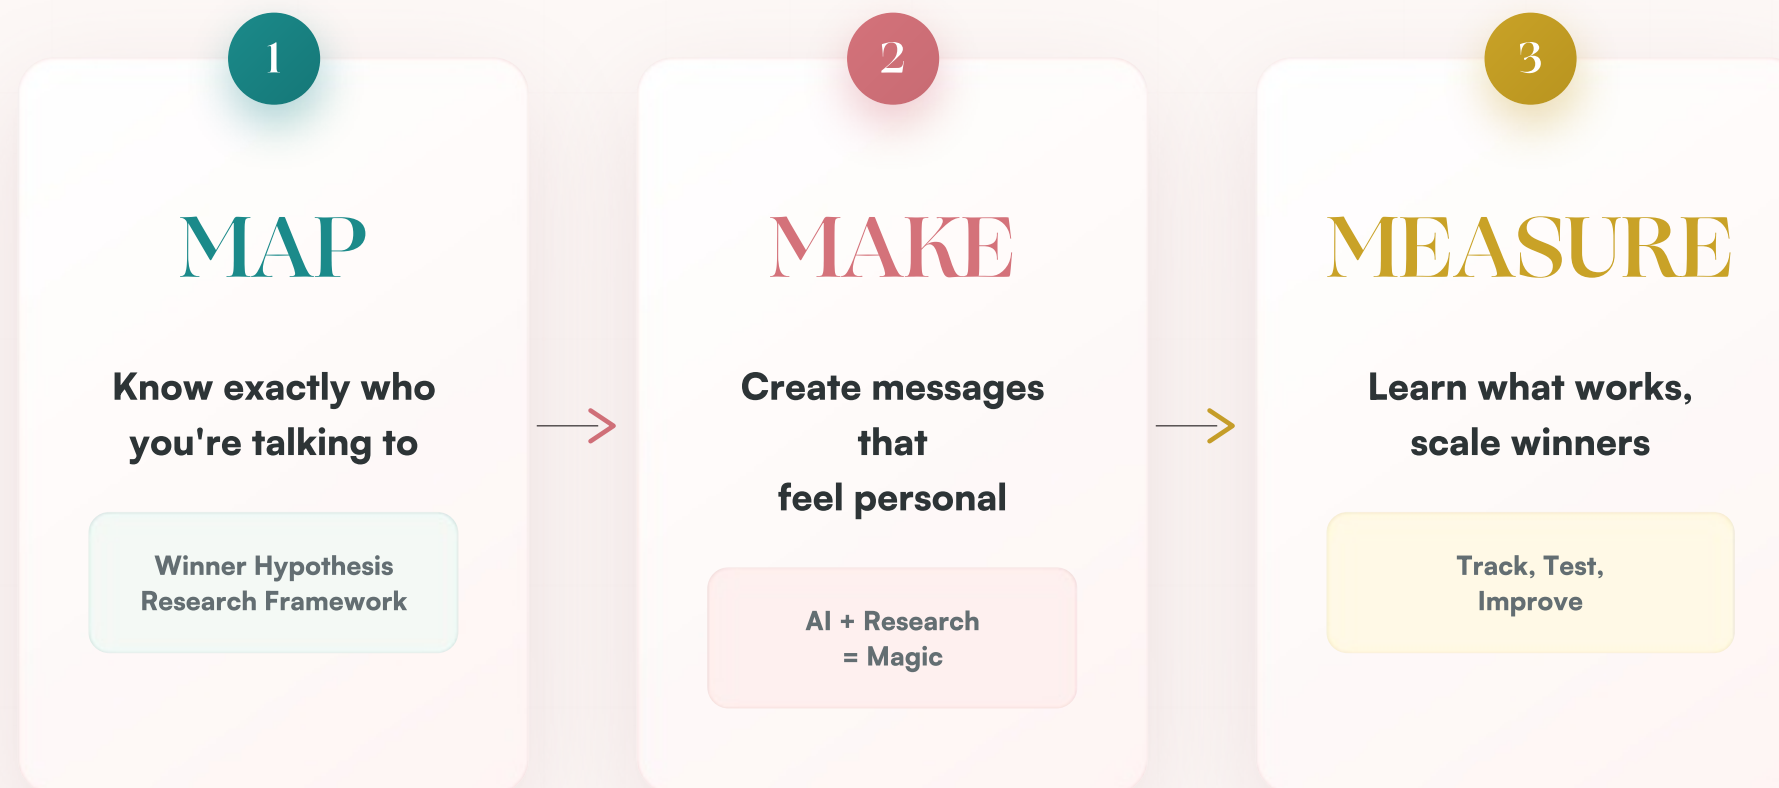 1
MAP
Know exactly who
you're talking to
Winner Hypothesis
Research Framework
2
MAKE
Create messages
that
feel personal
AI + Research
= Magic
3
MEASURE
Learn what works,
scale winners
Track, Test,
Improve